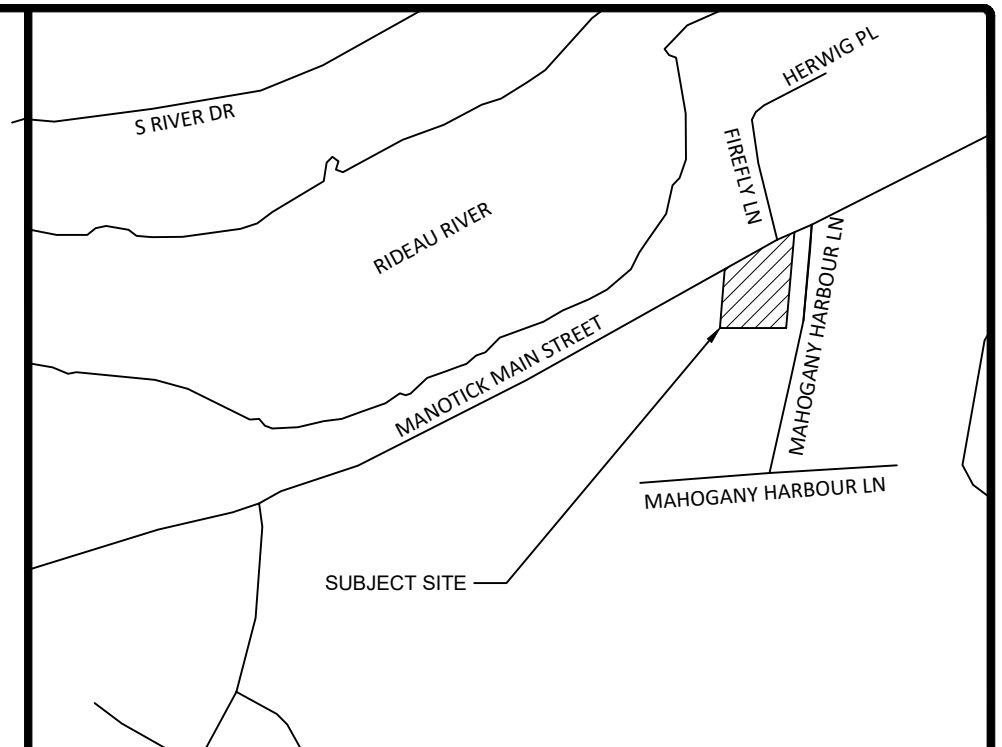 HERWIG PL
S RIVER DR
FIREFLY LN
RIDEAU RIVER
MAHOGANY HARBOUR LN
MANOTICK MAIN STREET
MAHOGANY HARBOUR LN
SUBJECT SITE